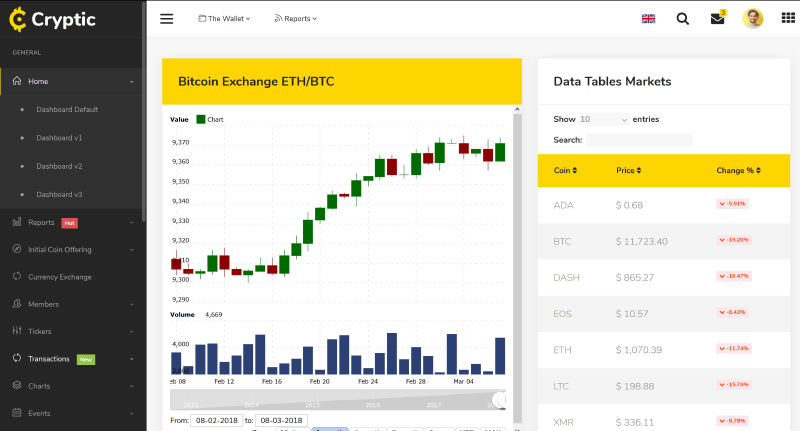 Cryptic
The Wallet
Reports
3
GENERAL
Home
Dashboard Default
Dashboard v1
Dashboard v2
Dashboard v3
Reports Hot
Initial Coin Offering
Currency Exchange
Members
Tickers
Transactions New
Charts
Events
Bitcoin Exchange ETH/BTC
Value Chart
9,370
9,360
9,350
9,340
9,330
9,320
9,310
9,300
9,290
Volume 4,669
4,000
Feb 12 Feb 16 Feb 20 Feb 24 Feb 28 Mar 04
2014 2015 2016 2017
From: 08-02-2018 to: 08-03-2018
Data Tables Markets
Show 10 entries
Search:
Coin Price Change %
ADA $ 0.68 -5.91%
BTC $ 11,723.40 -15.20%
DASH $ 865.27 -18.47%
EOS $ 10.57 -6.43%
ETH $ 1,070.39 -11.74%
LTC $ 198.88 -15.74%
XMR $ 336.11 -9.78%